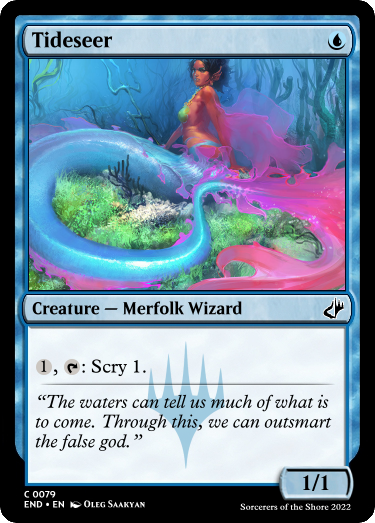 Tideseer
Creature — Merfolk Wizard
1, : Scry 1.
“The waters can tell us much of what is
to come. Through this, we can outsmart
the false god.”
1/1
C 0079
END • EN Oleg Saakyan
Sorcerers of the Shore 2022